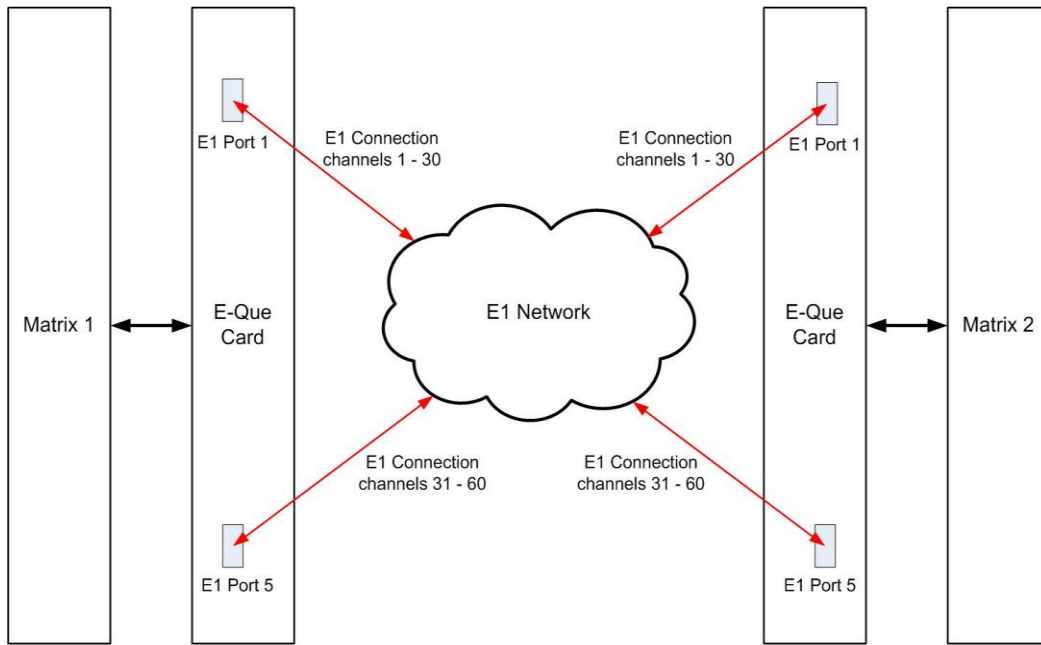 E1 Port 1
E1 Connection
channels 1 - 30
E1 Connection
channels 1 - 30
E1 Port 1
Matrix 1
E-Que
Card
E1 Network
E-Que
Card
Matrix 2
E1 Connection
channels 31 - 60
E1 Connection
channels 31 - 60
E1 Port 5
E1 Port 5